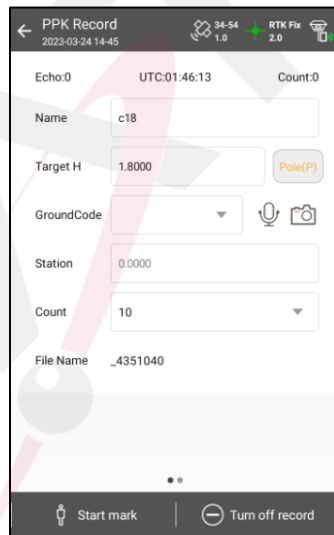 PPK Record
2023-03-24 14-45
34-54
1.0
RTK Fix
2.0
Echo:0 UTC:01:46:13 Count:0
Name c18
Target H 1.8000 Pole(P)
GroundCode
Station 0.0000
Count 10
File Name _4351040
Start mark Turn off record